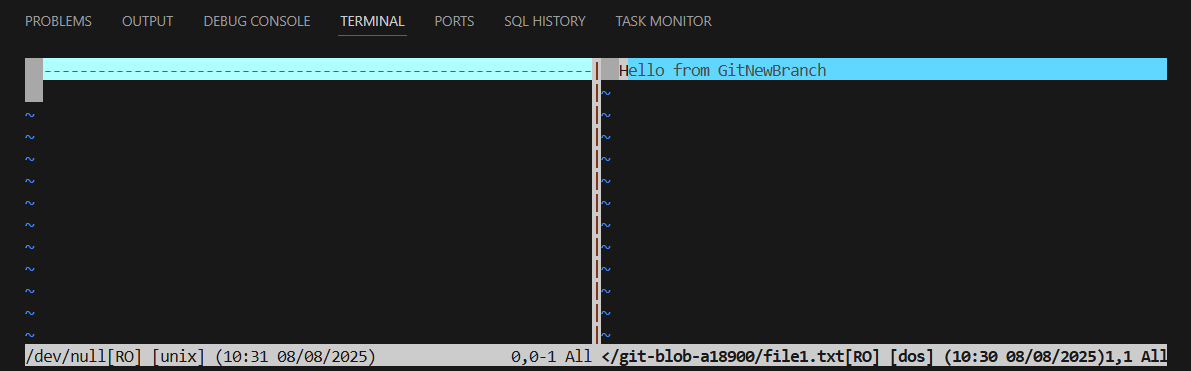 PROBLEMS OUTPUT DEBUG CONSOLE TERMINAL PORTS SQL HISTORY TASK MONITOR
------------------------------------------------------------ | Hello from GitNewBranch
| ~
~ | ~
~ | ~
~ | ~
~ | ~
~ | ~
~ | ~
~ | ~
~ | ~
~ | ~
~ | ~
~ | ~
/dev/null[RO] [unix] (10:31 08/08/2025) 0,0-1 All </git-blob-a18900/file1.txt[RO] [dos] (10:30 08/08/2025)1,1 All